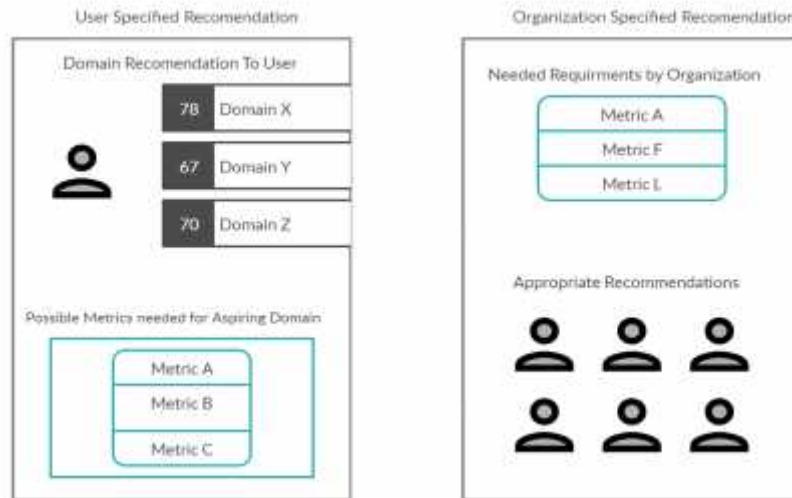 User Specified Recomendation
Domain Recomendation To User
78 Domain X
67 Domain Y
70 Domain Z
Possible Metrics needed for Aspiring Domain
Metric A
Metric B
Metric C
Organization Specified Recomendation
Needed Requirments by Organization
Metric A
Metric F
Metric L
Appropriate Recommendations